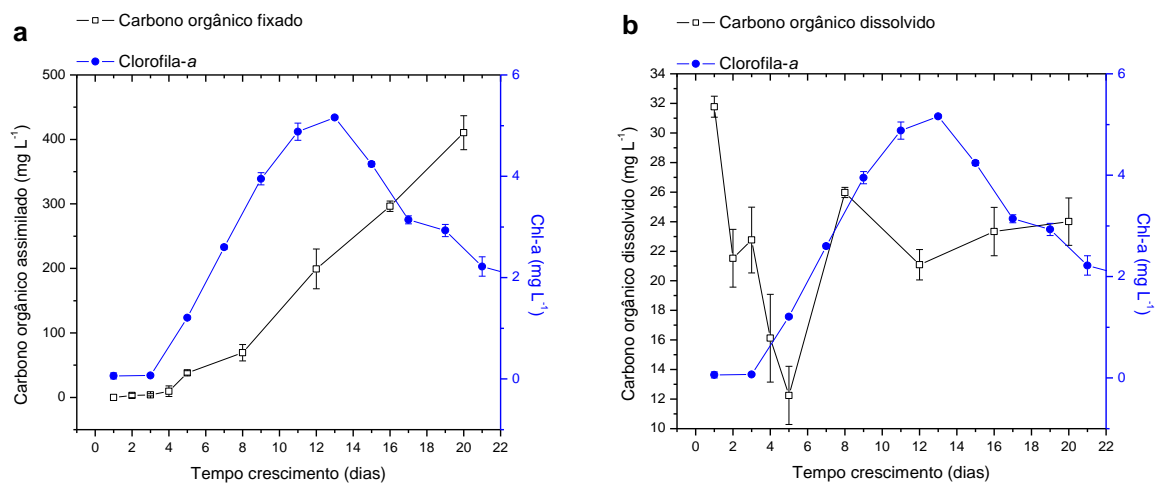 a
Carbono orgânico fixado
Clorofila-a
500
400
300
200
100
0
Carbono orgânico assimilado (mg L⁻¹)
6
4
2
0
Chl-a (mg L⁻¹)
0 2 4 6 8 10 12 14 16 18 20 22
Tempo crescimento (dias)
b
Carbono orgânico dissolvido
Clorofila-a
34
32
30
28
26
24
22
20
18
16
14
12
10
Carbono orgânico dissolvido (mg L⁻¹)
6
4
2
0
Chl-a (mg L⁻¹)
0 2 4 6 8 10 12 14 16 18 20 22
Tempo crescimento (dias)